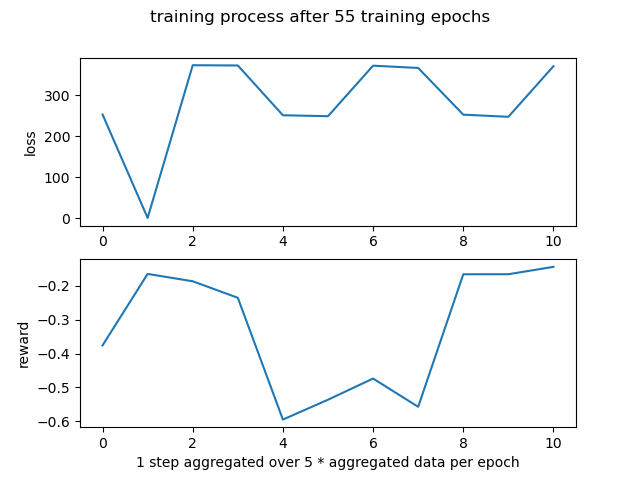 training process after 55 training epochs
300
200
100
0
loss
0 2 4 6 8 10
−0.2
−0.3
−0.4
−0.5
−0.6
reward
0 2 4 6 8 10
1 step aggregated over 5 * aggregated data per epoch